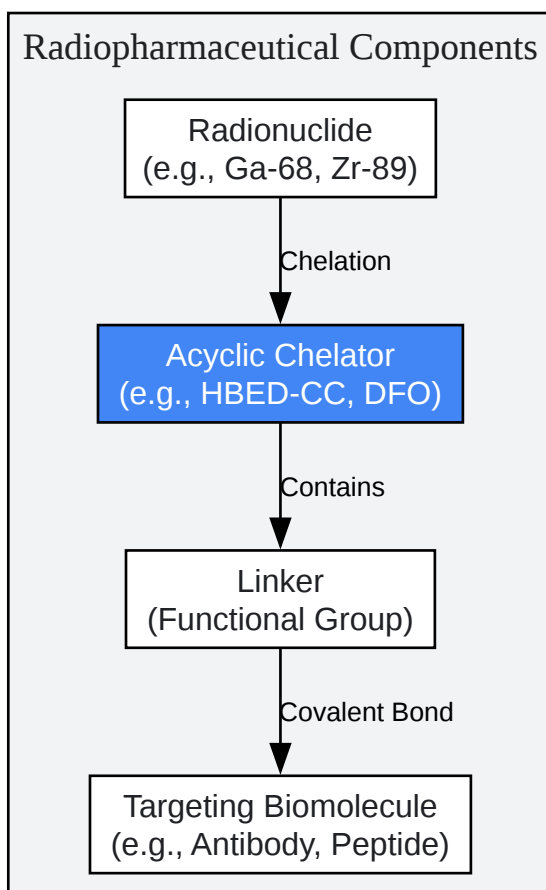 Radiopharmaceutical Components
Radionuclide
(e.g., Ga-68, Zr-89)
Chelation
Acyclic Chelator
(e.g., HBED-CC, DFO)
Contains
Linker
(Functional Group)
Covalent Bond
Targeting Biomolecule
(e.g., Antibody, Peptide)